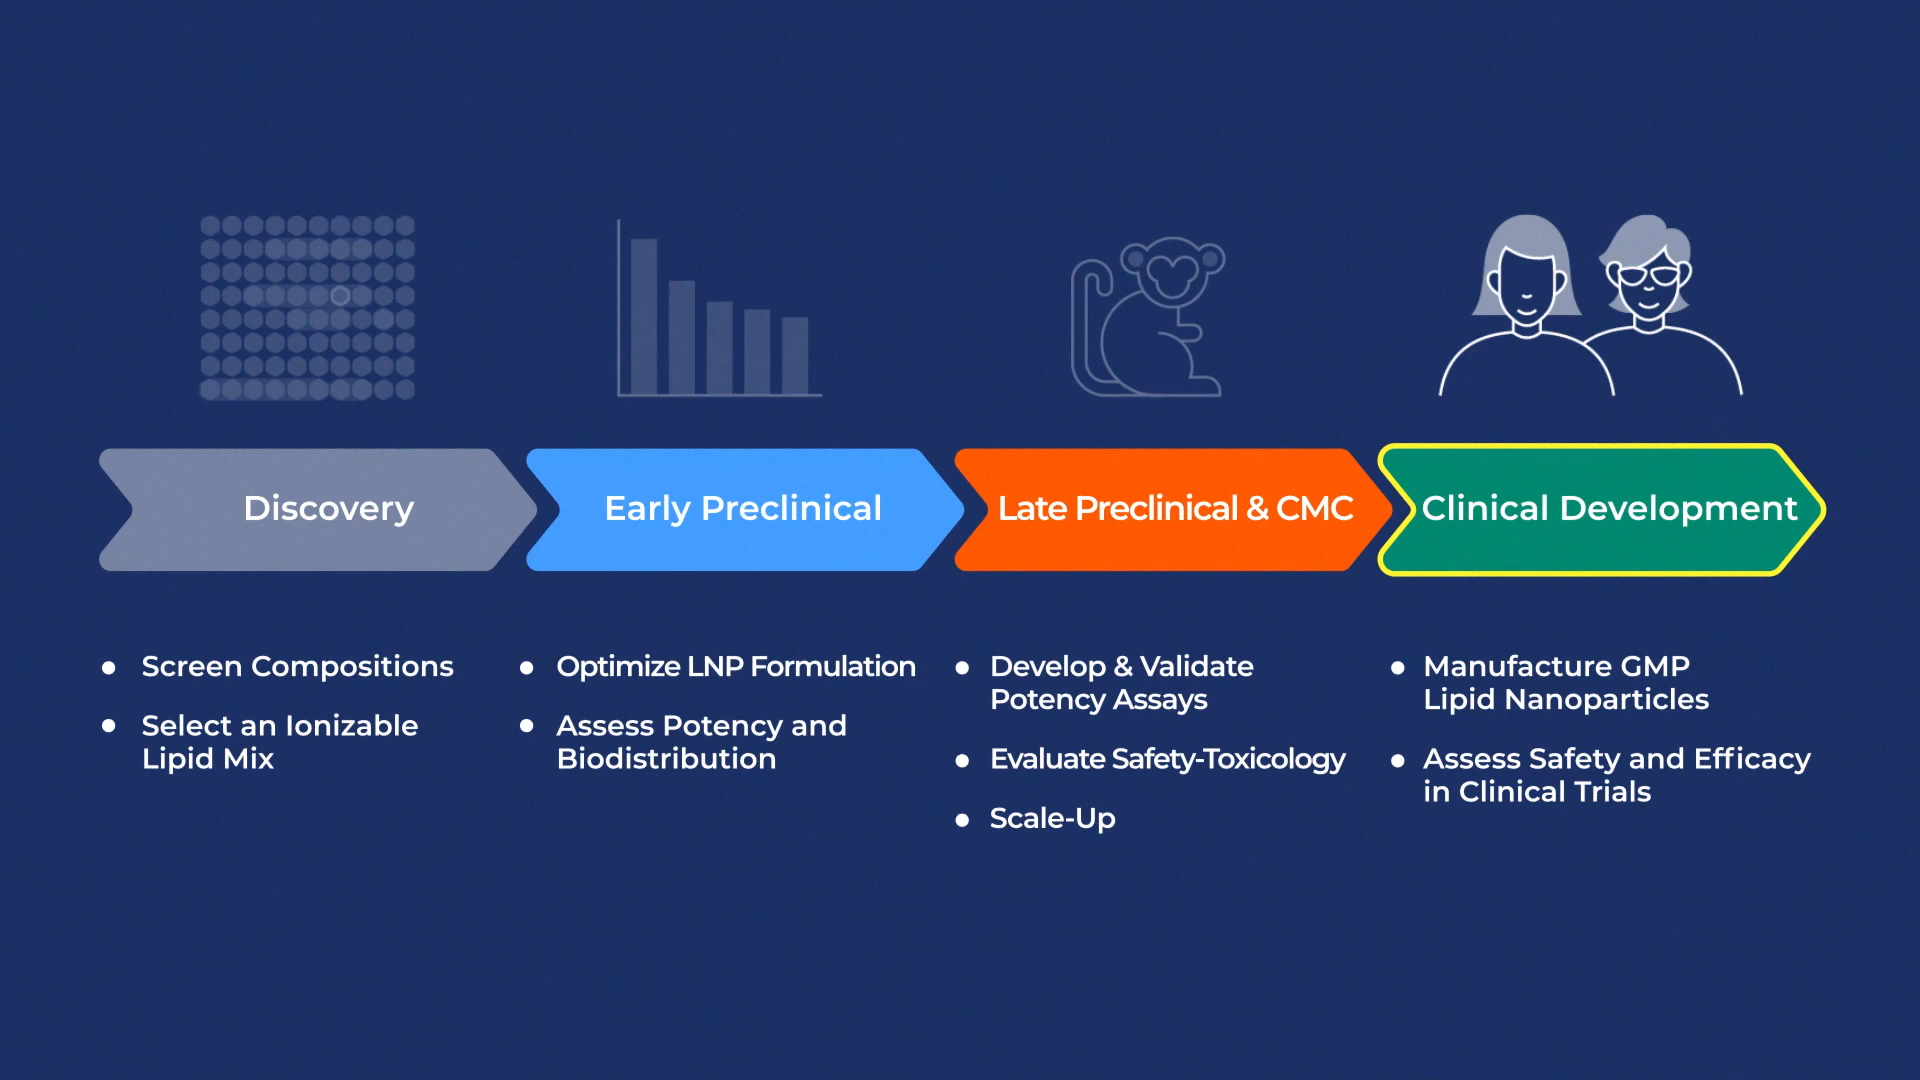 Discovery
Early Preclinical
Late Preclinical & CMC
Clinical Development
Screen Compositions
Select an Ionizable
Lipid Mix
Optimize LNP Formulation
Assess Potency and
Biodistribution
Develop & Validate
Potency Assays
Evaluate Safety-Toxicology
Scale-Up
Manufacture GMP
Lipid Nanoparticles
Assess Safety and Efficacy
in Clinical Trials